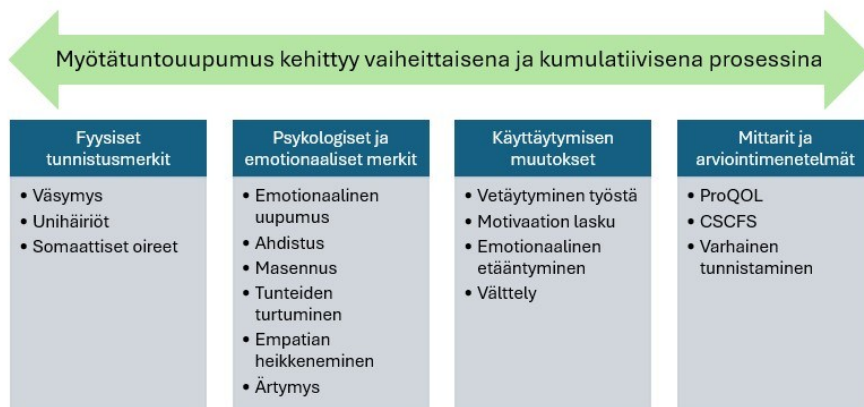 Myötätuntouupumus kehittyy vaiheittaisena ja kumulatiivisena prosessina
Fyysiset
tunnistusmerkit
• Väsymys
• Unihäiriöt
• Somaattiset oireet
Psykologiset ja
emotionaaliset merkit
• Emotionaalinen
uupumus
• Ahdistus
• Masennus
• Tunteiden
turtuminen
• Empatian
heikkeneminen
• Ärtymys
Käyttäytymisen
muutokset
• Vetäytyminen työstä
• Motivaation lasku
• Emotionaalinen
etääntyminen
• Välttely
Mittarit ja
arviointimenetelmät
• ProQOL
• CSCFS
• Varhainen
tunnistaminen